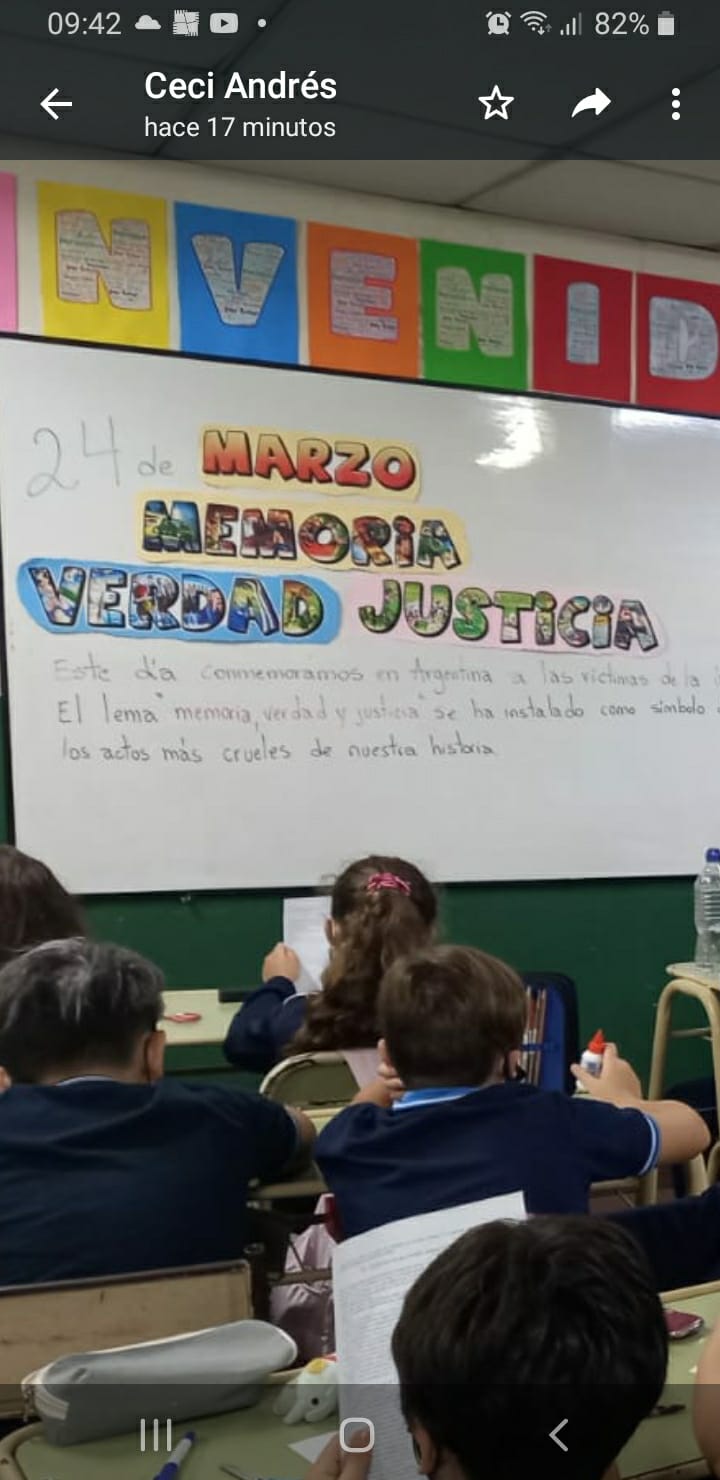 09:42
82%
Ceci Andrés
hace 17 minutos
NVENID
24 de MARZO
MEMORIA
VERDAD JUSTICIA
Este día conmemoramos en Argentina a las víctimas de la
El lema "memoria, verdad y justicia" se ha instalado como símbolo
los actos más crueles de nuestra historia